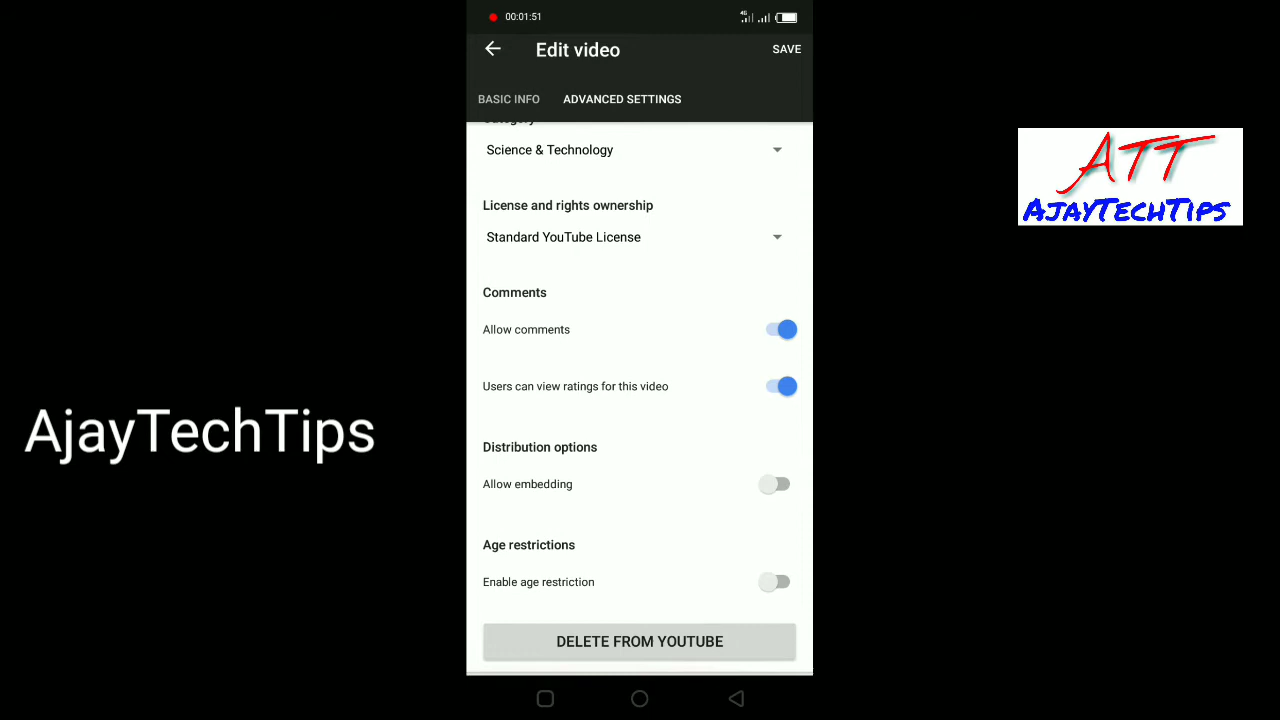 00:01:51
4G
Edit video
SAVE
BASIC INFO
ADVANCED SETTINGS
Category
Science & Technology
License and rights ownership
Standard YouTube License
Comments
Allow comments
Users can view ratings for this video
Distribution options
Allow embedding
Age restrictions
Enable age restriction
DELETE FROM YOUTUBE
AjayTechTips
ATT
AJAYTECHTIPS